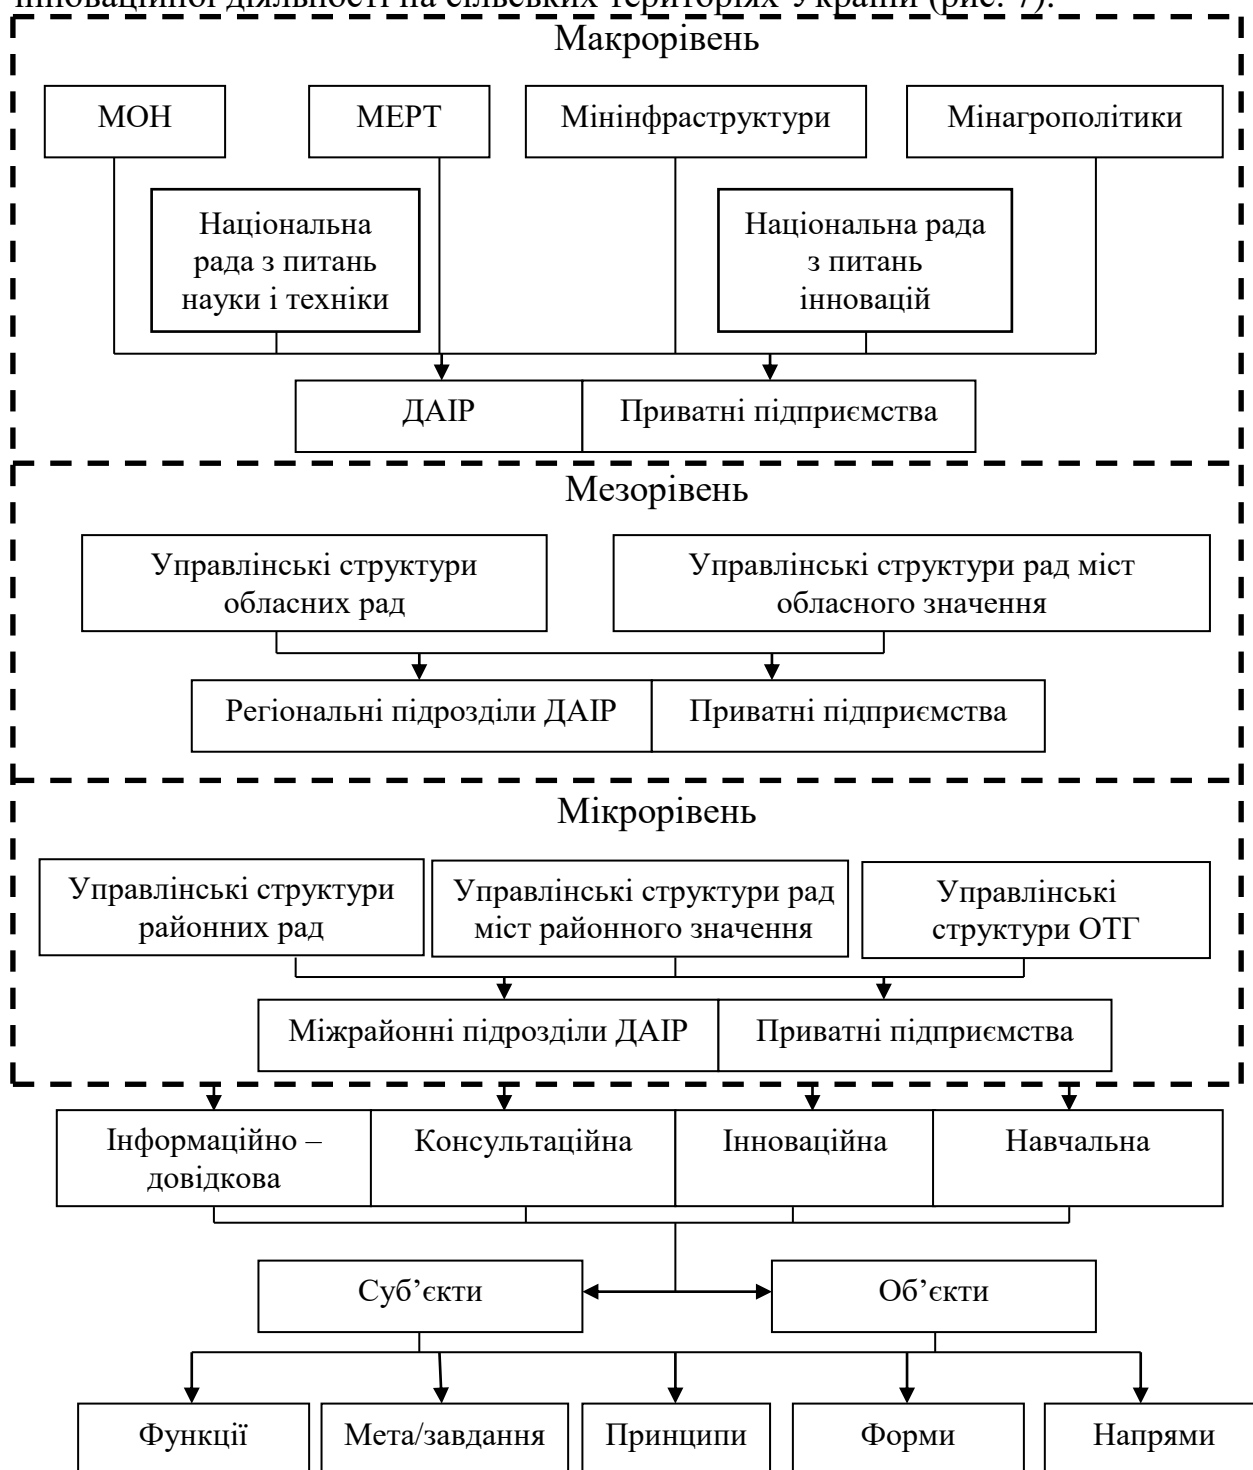 інноваційної діяльності на сільських територіях України (рис. 7).
Макрорівень
МОН
МЕРТ
Мінінфраструктури
Мінагрополітики
Національна
рада з питань
науки і техніки
Національна рада
з питань
інновацій
ДАІР
Приватні підприємства
Мезорівень
Управлінські структури
обласних рад
Управлінські структури рад міст
обласного значення
Регіональні підрозділи ДАІР
Приватні підприємства
Мікрорівень
Управлінські структури
районних рад
Управлінські структури рад
міст районного значення
Управлінські
структури ОТГ
Міжрайонні підрозділи ДАІР
Приватні підприємства
Інформаційно –
довідкова
Консультаційна
Інноваційна
Навчальна
Суб’єкти
Об’єкти
Функції
Мета/завдання
Принципи
Форми
Напрями